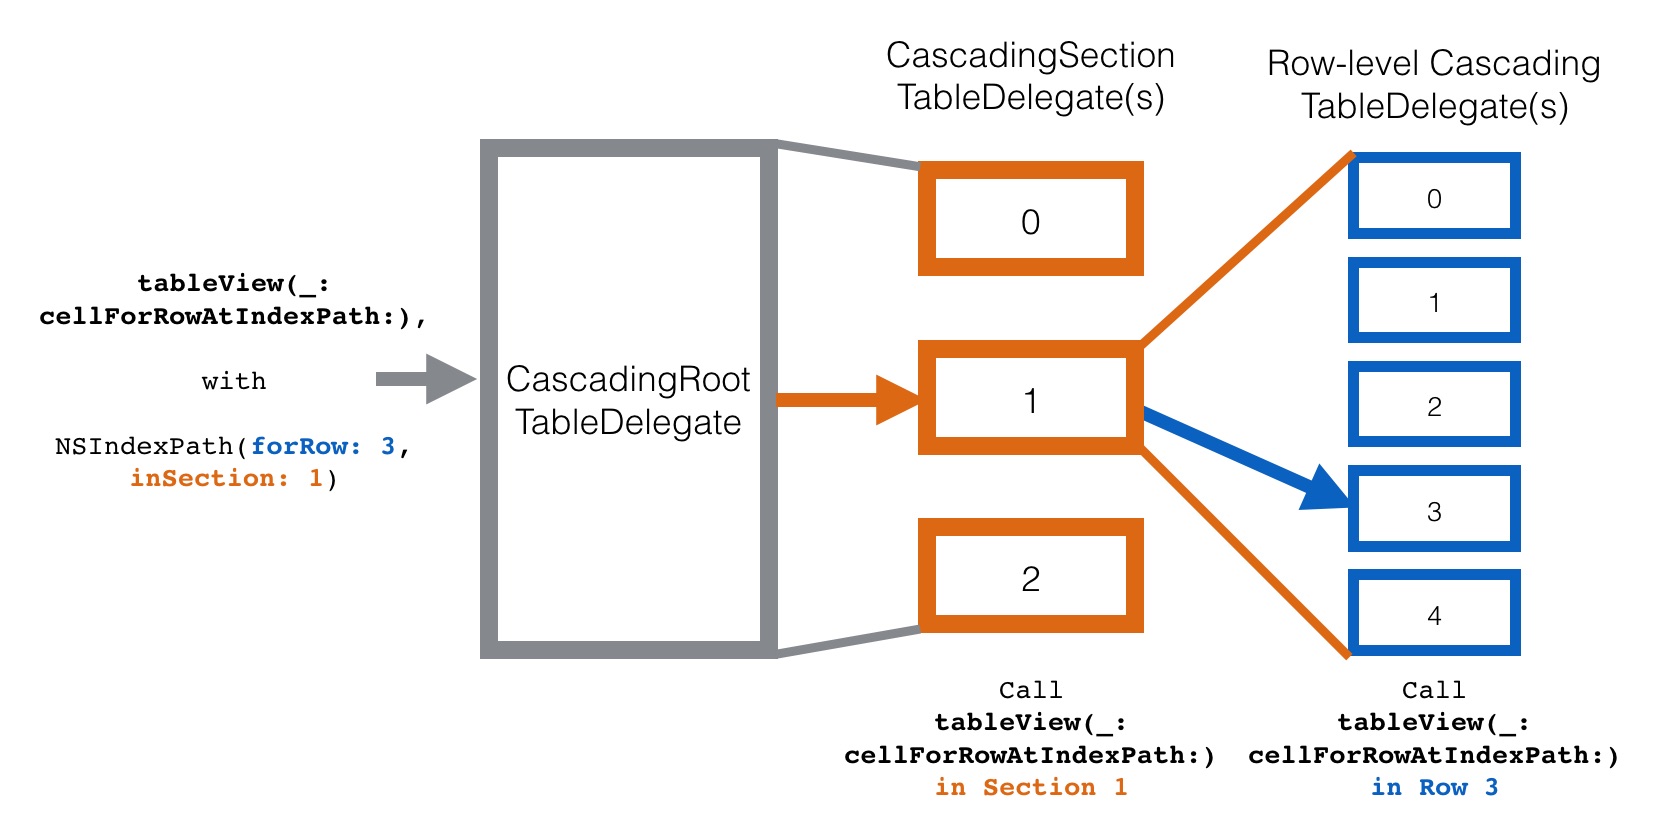 CascadingSection
TableDelegate(s)
Row-level Cascading
TableDelegate(s)
tableView(_:
cellForRowAtIndexPath:),
with
NSIndexPath(forRow: 3,
inSection: 1)
CascadingRoot
TableDelegate
0
1
2
0
1
2
3
4
Call
tableView(_:
cellForRowAtIndexPath:)
in Section 1
Call
tableView(_:
cellForRowAtIndexPath:)
in Row 3